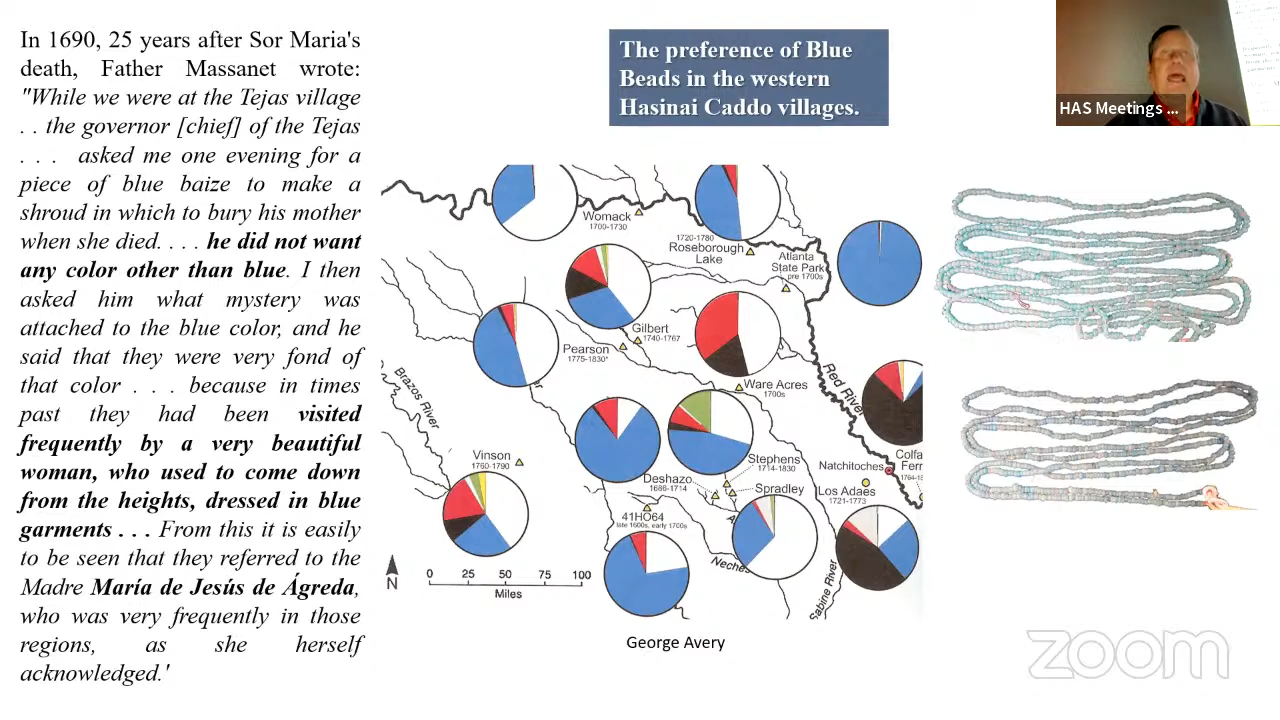 In 1690, 25 years after Sor Maria's
death, Father Massanet wrote:
"While we were at the Tejas village
. . the governor [chief] of the Tejas
. . . asked me one evening for a
piece of blue baize to make a
shroud in which to bury his mother
when she died. . . . he did not want
any color other than blue. I then
asked him what mystery was
attached to the blue color, and he
said that they were very fond of
that color . . . because in times
past they had been visited
frequently by a very beautiful
woman, who used to come down
from the heights, dressed in blue
garments . . . From this it is easily
to be seen that they referred to the
Madre María de Jesús de Ágreda,
who was very frequently in those
regions, as she herself
acknowledged.'
The preference of Blue
Beads in the western
Hasinai Caddo villages.
HAS Meetings ...
Womack
1700-1730
1720-1780
Roseborough
Lake
Atlanta
State Park
pre 1700s
Gilbert
1740-1767
Pearson
1775-1830*
Ware Acres
1700s
Red River
Brazos River
Vinson
1760-1790
Stephens
1714-1830
Deshazo
1686-1714
Spradley
Natchitoches
Los Adaes
1721-1773
Colfa
Ferr
1764-18
41HO64
late 1600s, early 1700s
Neches
Sabine River
N
0 25 50 75 100
Miles
George Avery
zoom